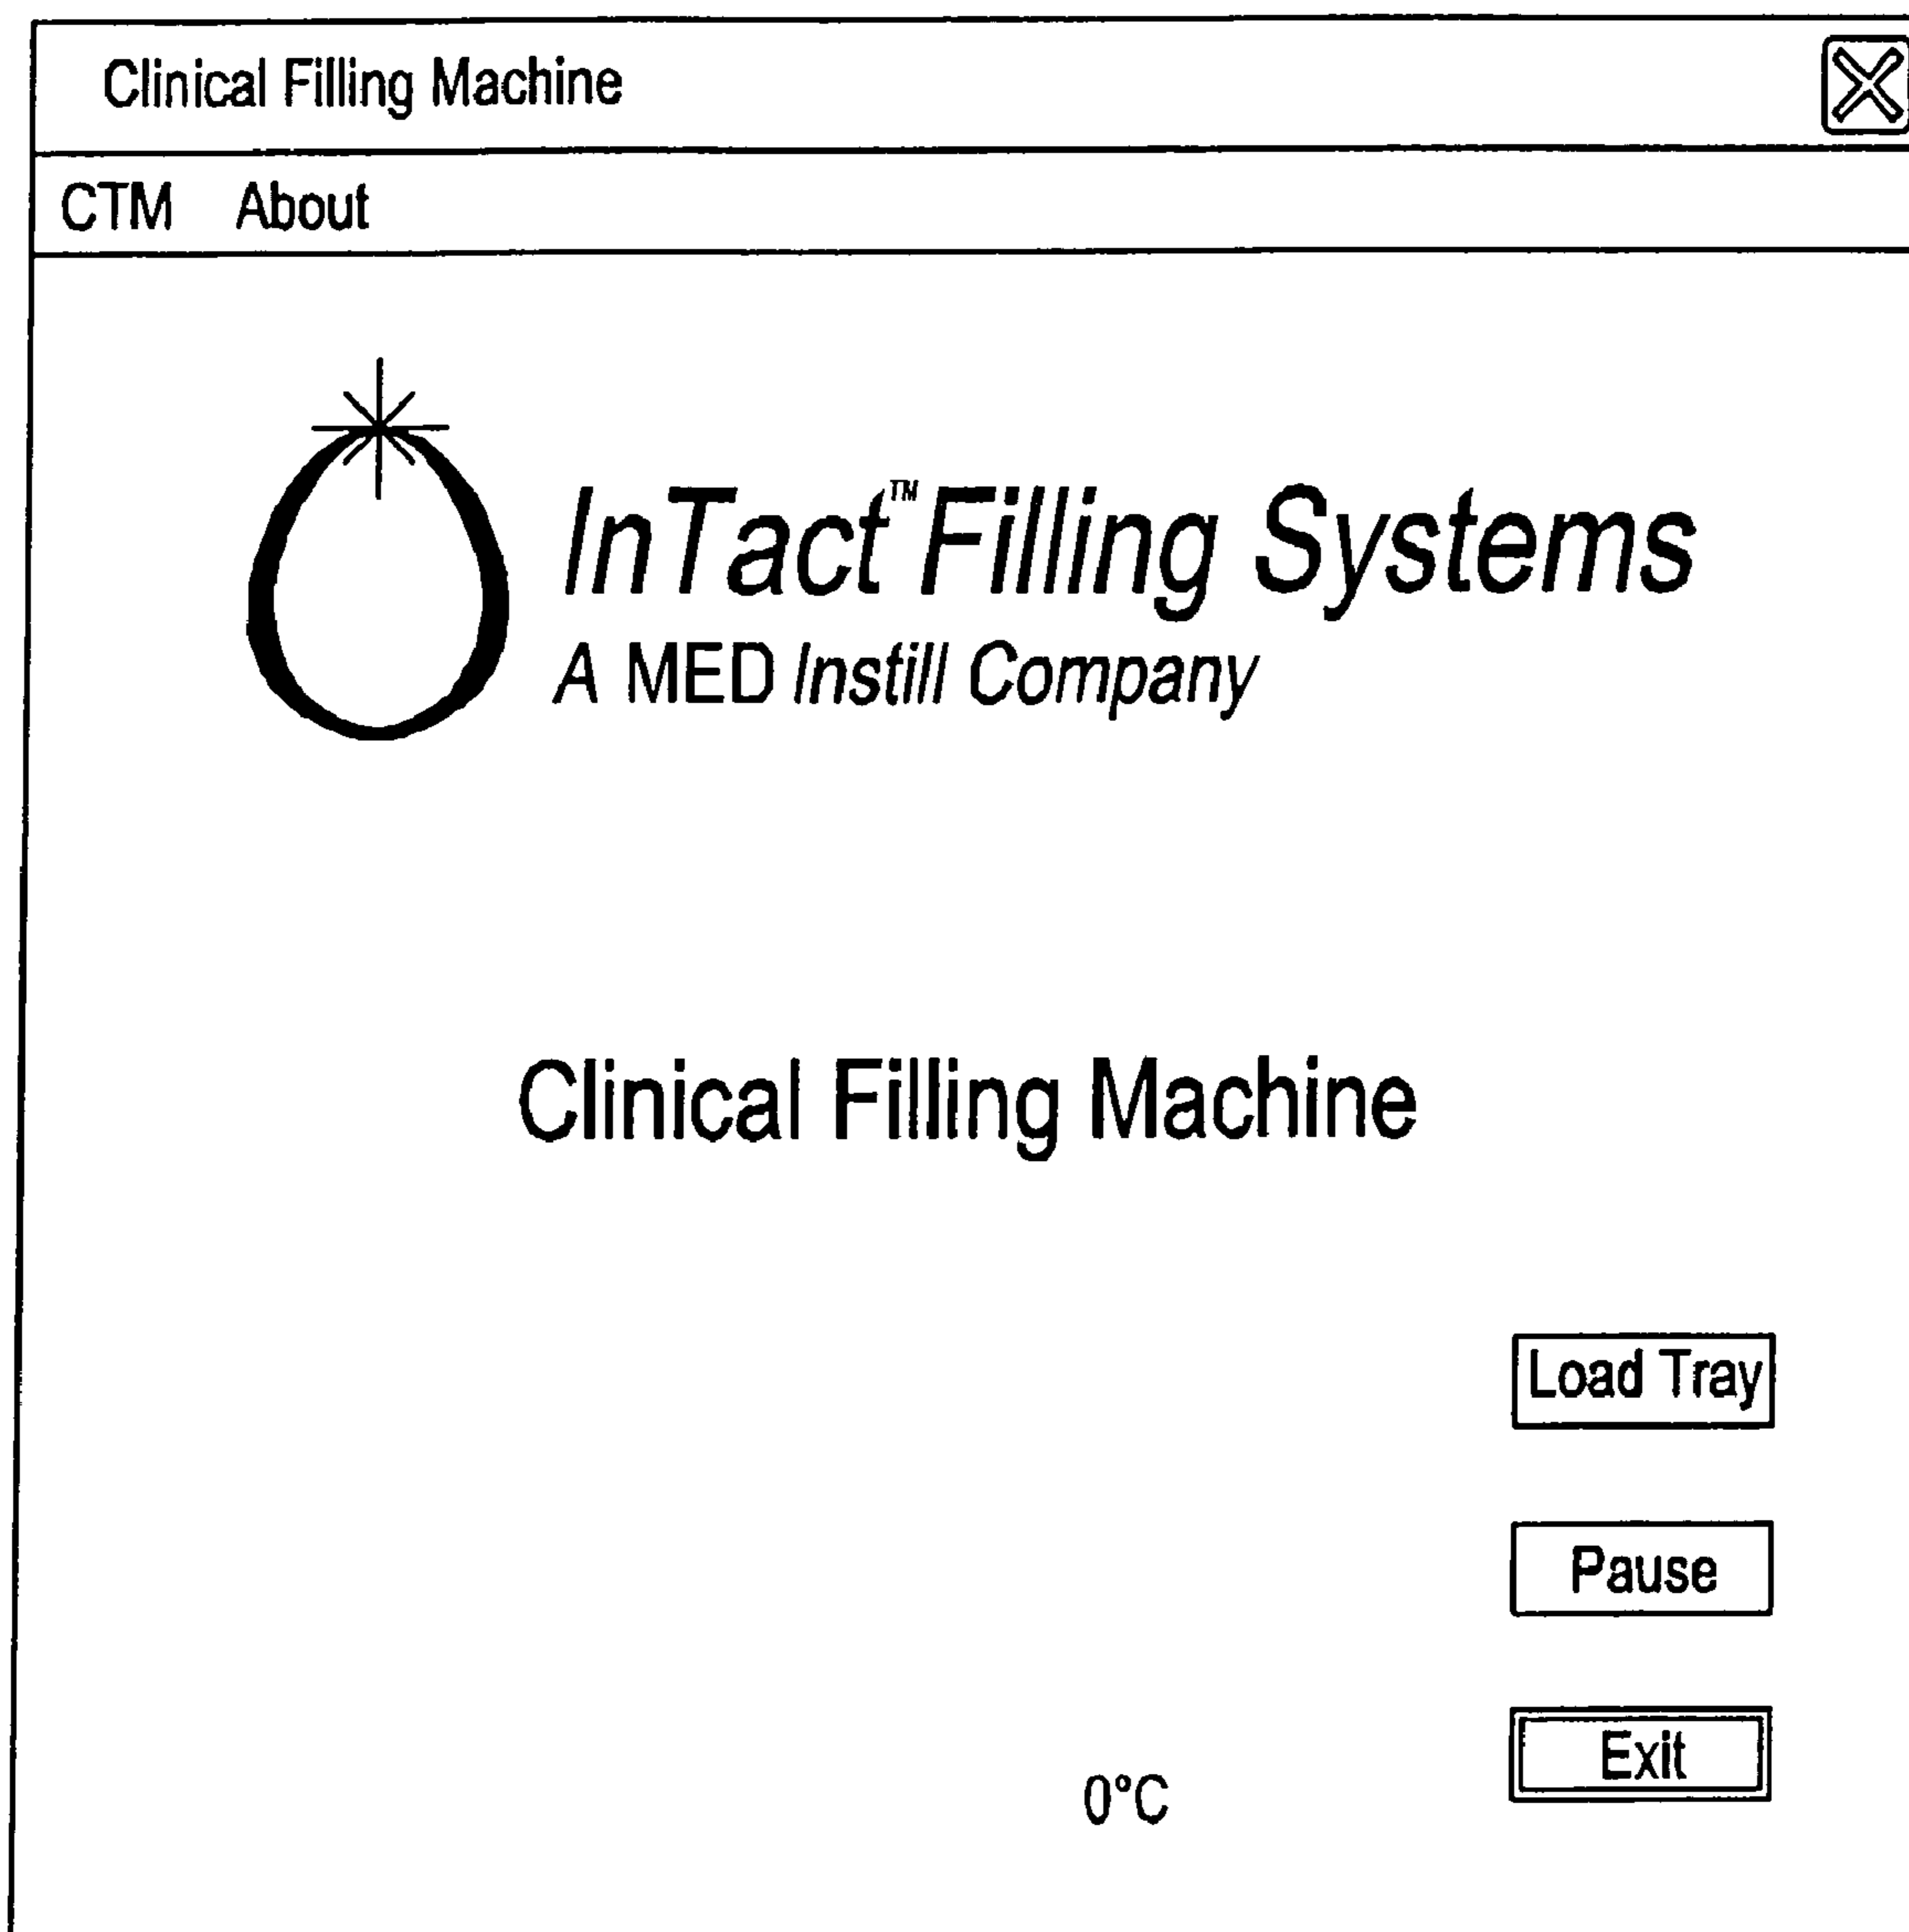 Clinical Filling Machine
CTM About
InTact™ Filling Systems
A MED Instill Company
Clinical Filling Machine
Load Tray
Pause
Exit
0°C